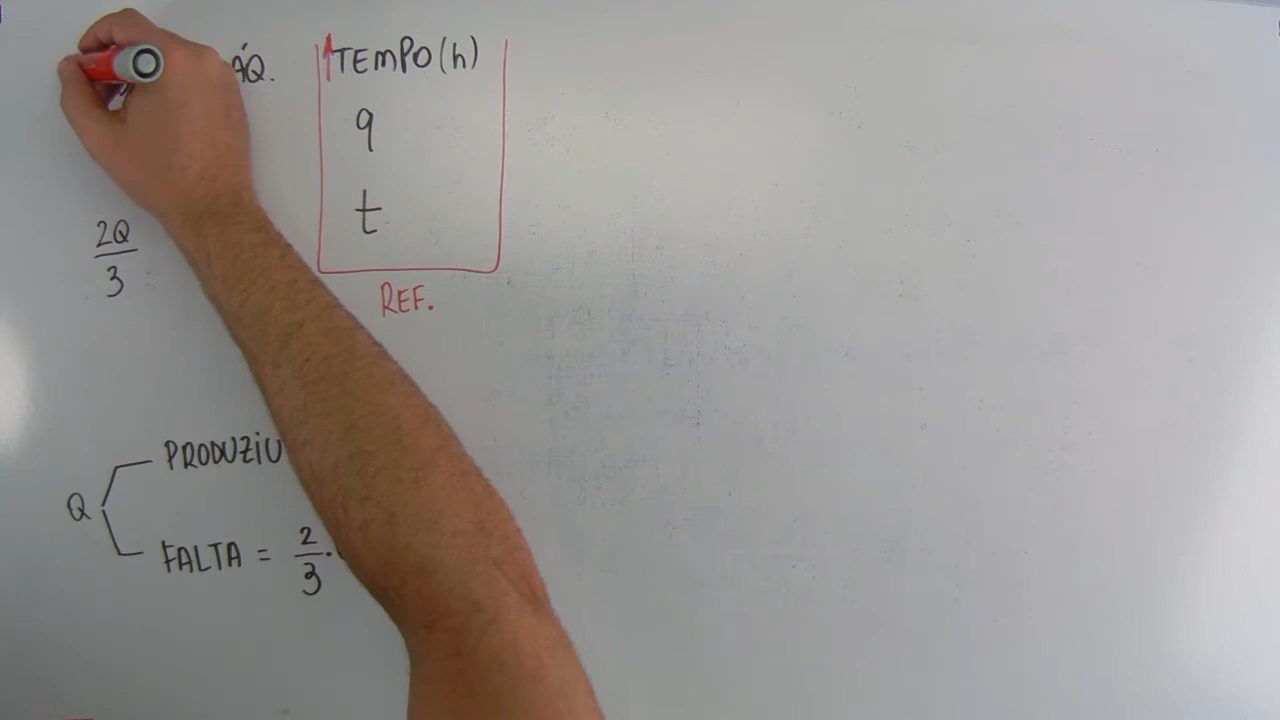 ÁQ. TEMPO(h)
9
t
2Q
3
REF.
PRODUZIU
Q
FALTA = 2/3 .